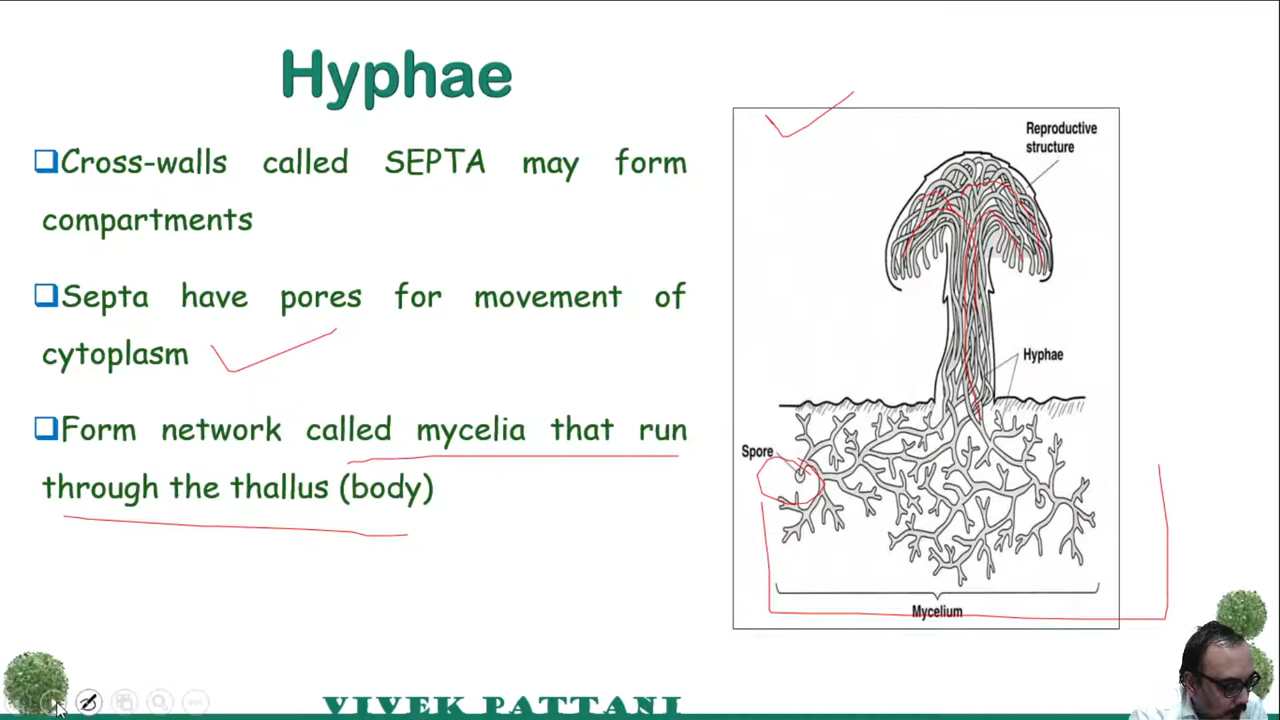 Hyphae
Cross-walls called SEPTA may form
compartments
Septa have pores for movement of
cytoplasm
Form network called mycelia that run
through the thallus (body)
Reproductive
structure
Hyphae
Spore
Mycelium
VIVEK PATTANI